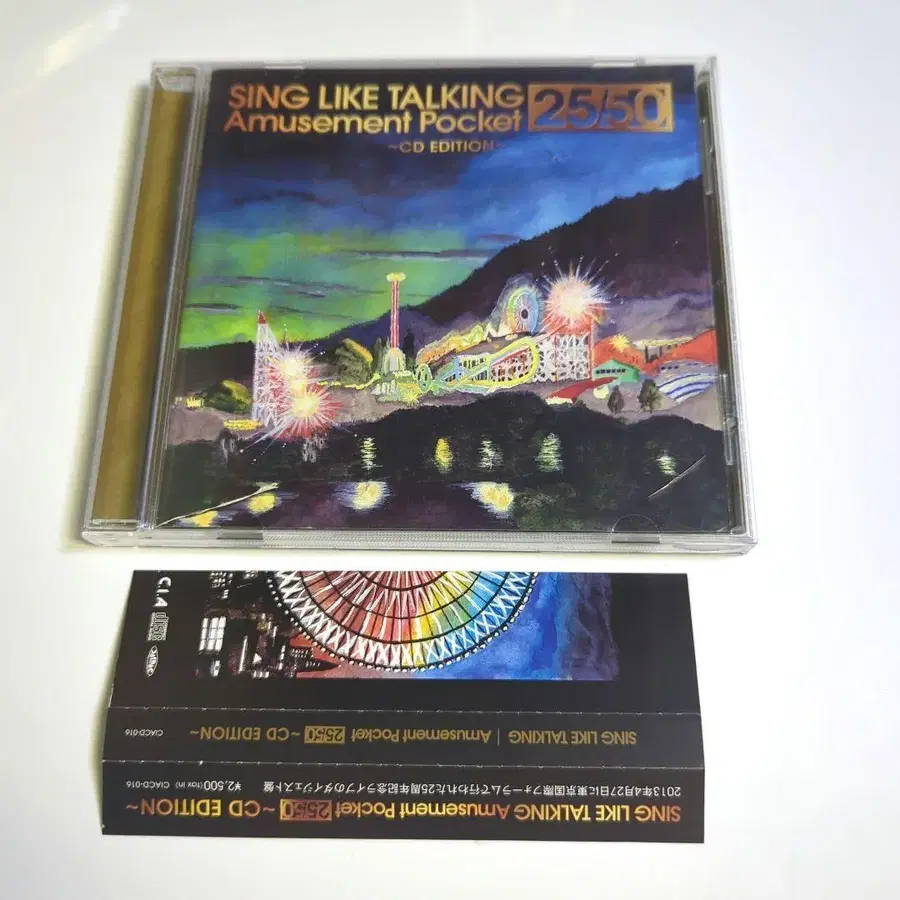 SING LIKE TALKING
Amusement Pocket 25/50
~CD EDITION~
C.I.A
SING LIKE TALKING | Amusement Pocket 25/50 ~CD EDITION~ CIACD-016
2013年4月27日に東京国際フォーラムで行われた25周年記念ライブのダイジェスト盤 ¥2,500 (tax in) CIACD-016
SING LIKE TALKING Amusement Pocket 25/50 ~CD EDITION~